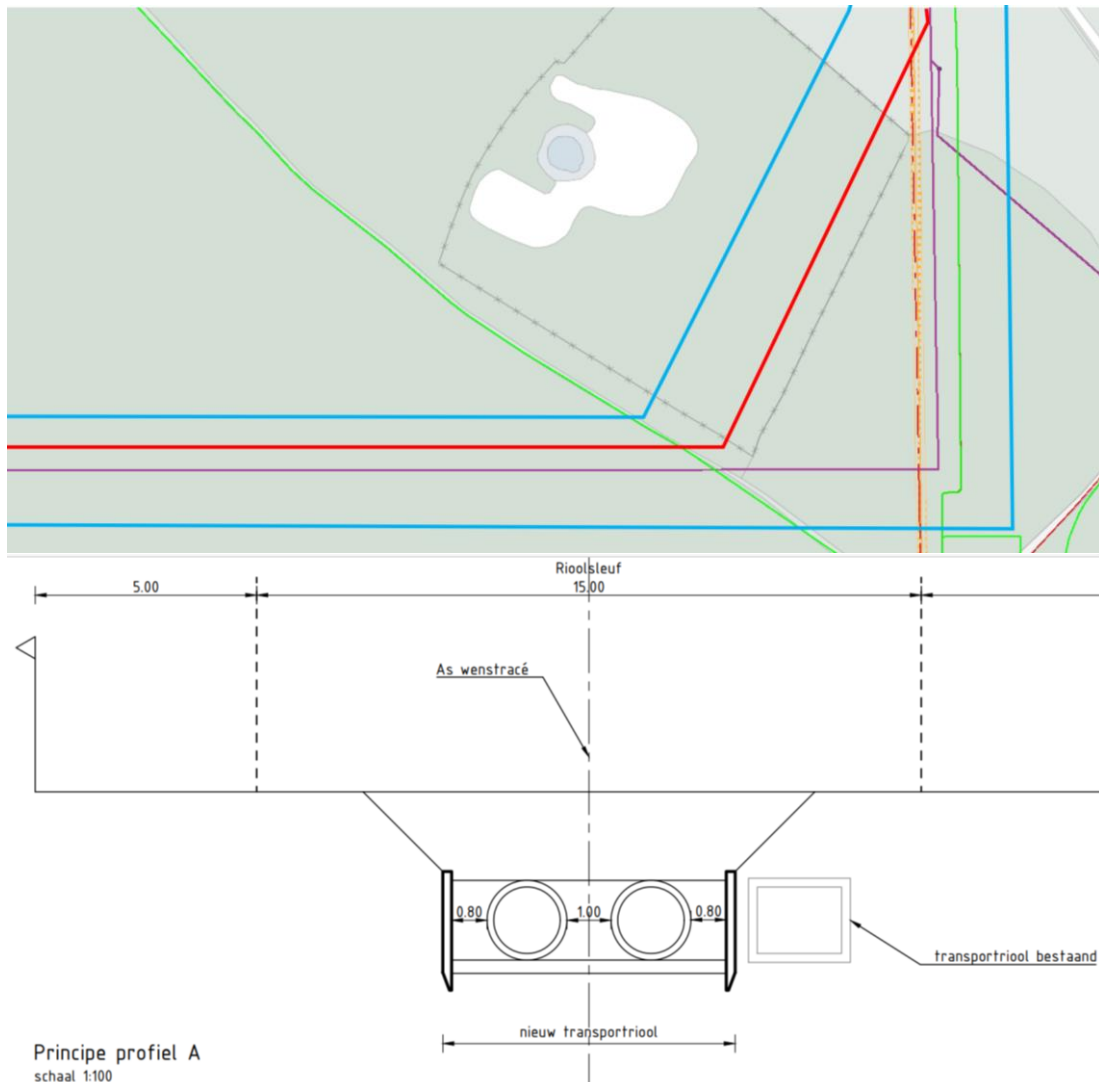 Rioolsleuf
5.00
15.00
As wenstracé
0.80
1.00
0.80
transportriool bestaand
nieuw transportriool
Principe profiel A
schaal 1:100